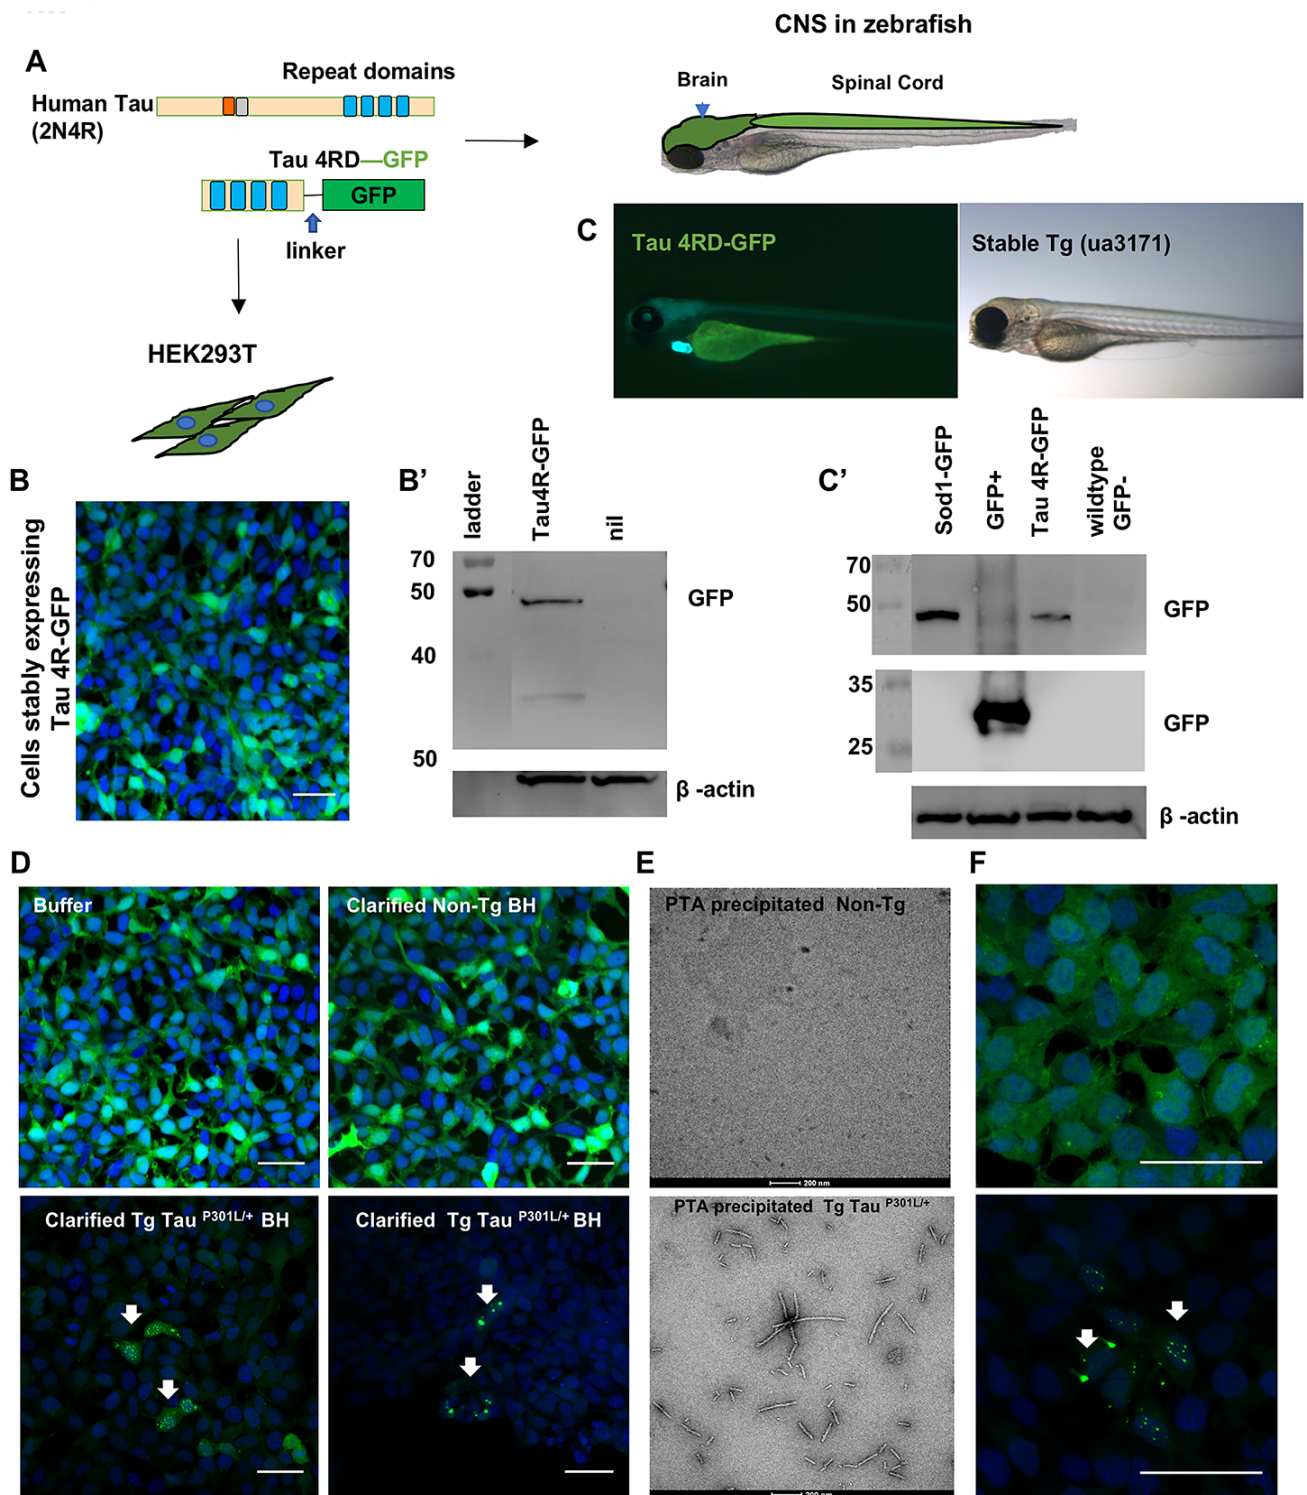 CNS in zebrafish
A
Repeat domains
Human Tau
(2N4R)
Brain
Spinal Cord
Tau 4RD—GFP
GFP
linker
HEK293T
C
Tau 4RD-GFP
Stable Tg (ua3171)
B
Cells stably expressing
Tau 4R-GFP
B’
ladder
Tau4R-GFP
nil
70
50
40
50
GFP
β -actin
C’
Sod1-GFP
GFP+
Tau 4R-GFP
wildtype
GFP-
70
50
GFP
35
25
GFP
β -actin
D
Buffer
Clarified Non-Tg BH
Clarified Tg Tau P301L/+ BH
Clarified Tg Tau P301L/+ BH
E
PTA precipitated Non-Tg
200 nm
PTA precipitated Tg Tau P301L/+
200 nm
F